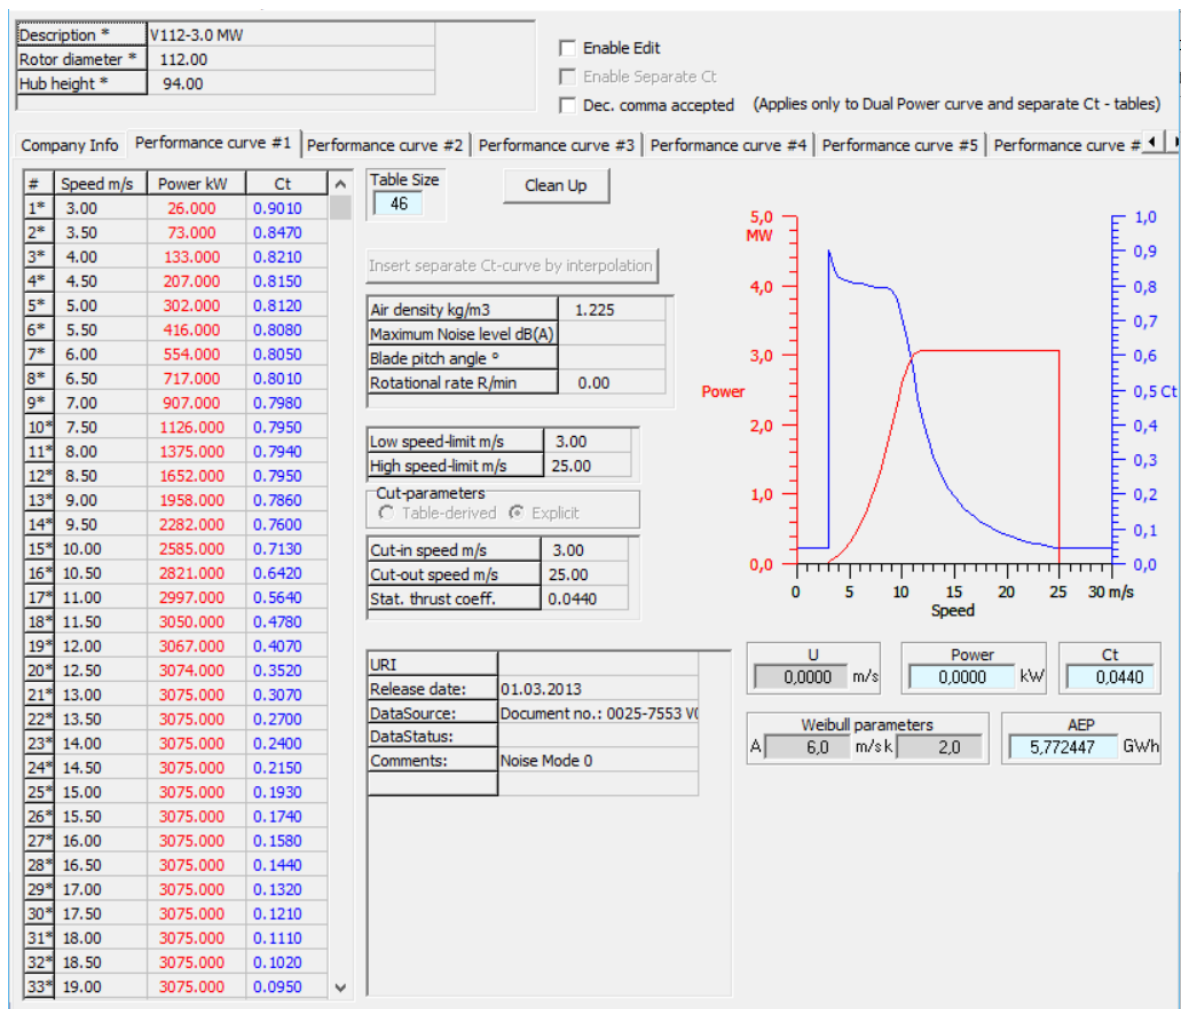 Description * V112-3.0 MW
Rotor diameter * 112.00
Hub height * 94.00
Enable Edit
Enable Separate Ct
Dec. comma accepted (Applies only to Dual Power curve and separate Ct - tables)
Company Info Performance curve #1 Performance curve #2 Performance curve #3 Performance curve #4 Performance curve #5 Performance curve #
# Speed m/s Power kW Ct
1* 3.00 26.000 0.9010
2* 3.50 73.000 0.8470
3* 4.00 133.000 0.8210
4* 4.50 207.000 0.8150
5* 5.00 302.000 0.8120
6* 5.50 416.000 0.8080
7* 6.00 554.000 0.8050
8* 6.50 717.000 0.8010
9* 7.00 907.000 0.7980
10* 7.50 1126.000 0.7950
11* 8.00 1375.000 0.7940
12* 8.50 1652.000 0.7950
13* 9.00 1958.000 0.7860
14* 9.50 2282.000 0.7600
15* 10.00 2585.000 0.7130
16* 10.50 2821.000 0.6420
17* 11.00 2997.000 0.5640
18* 11.50 3050.000 0.4780
19* 12.00 3067.000 0.4070
20* 12.50 3074.000 0.3520
21* 13.00 3075.000 0.3070
22* 13.50 3075.000 0.2700
23* 14.00 3075.000 0.2400
24* 14.50 3075.000 0.2150
25* 15.00 3075.000 0.1930
26* 15.50 3075.000 0.1740
27* 16.00 3075.000 0.1580
28* 16.50 3075.000 0.1440
29* 17.00 3075.000 0.1320
30* 17.50 3075.000 0.1210
31* 18.00 3075.000 0.1110
32* 18.50 3075.000 0.1020
33* 19.00 3075.000 0.0950
Table Size
46
Clean Up
Insert separate Ct-curve by interpolation
Air density kg/m3 1.225
Maximum Noise level dB(A)
Blade pitch angle º
Rotational rate R/min 0.00
Low speed-limit m/s 3.00
High speed-limit m/s 25.00
Cut-parameters
Table-derived Explicit
Cut-in speed m/s 3.00
Cut-out speed m/s 25.00
Stat. thrust coeff. 0.0440
URI
Release date: 01.03.2013
DataSource: Document no.: 0025-7553 V
DataStatus:
Comments: Noise Mode 0
5,0 1,0
MW
0,9
4,0 0,8
0,7
3,0 0,6
Power 0,5 Ct
2,0 0,4
0,3
1,0 0,2
0,1
0,0 0,0
0 5 10 15 20 25 30 m/s
Speed
U Power Ct
0,0000 m/s 0,0000 kW 0,0440
Weibull parameters AEP
A 6,0 m/s k 2,0 5,772447 GWh